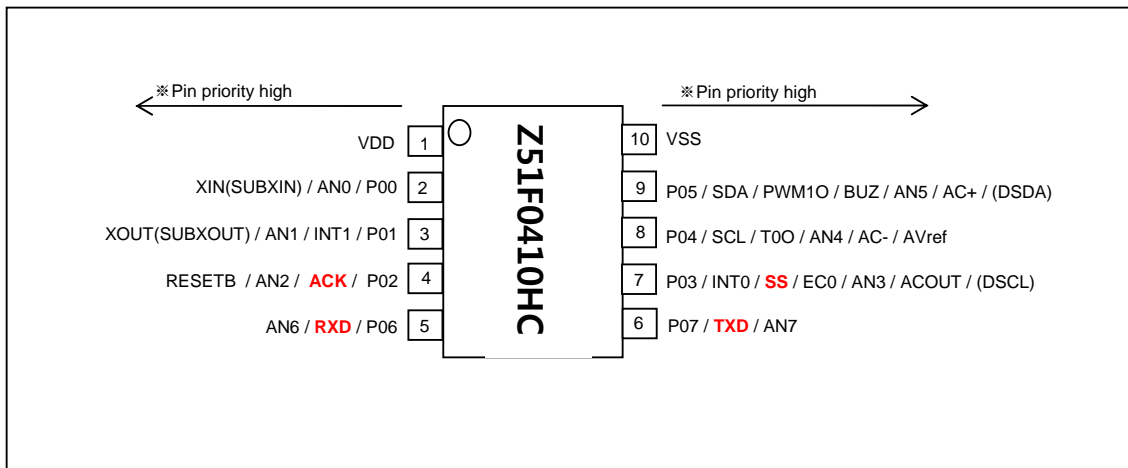 ※Pin priority high
※Pin priority high
VDD 1
10 VSS
XIN(SUBXIN) / AN0 / P00 2
9 P05 / SDA / PWM1O / BUZ / AN5 / AC+ / (DSDA)
XOUT(SUBXOUT) / AN1 / INT1 / P01 3
8 P04 / SCL / T0O / AN4 / AC- / AVref
RESETB / AN2 / ACK / P02 4
7 P03 / INT0 / SS / EC0 / AN3 / ACOUT / (DSCL)
AN6 / RXD / P06 5
6 P07 / TXD / AN7
Z51F0410HC